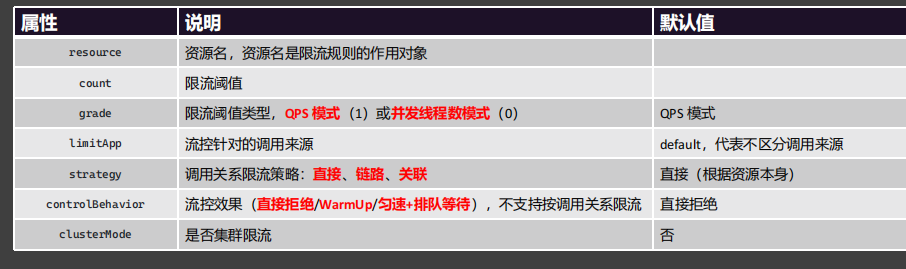 属性 说明 默认值
resource 资源名，资源名是限流规则的作用对象
count 限流阈值
grade 限流阈值类型，QPS 模式（1）或并发线程数模式（0） QPS 模式
limitApp 流控针对的调用来源 default，代表不区分调用来源
strategy 调用关系限流策略：直接、链路、关联 直接（根据资源本身）
controlBehavior 流控效果（直接拒绝/WarmUp/匀速+排队等待），不支持按调用关系限流 直接拒绝
clusterMode 是否集群限流 否